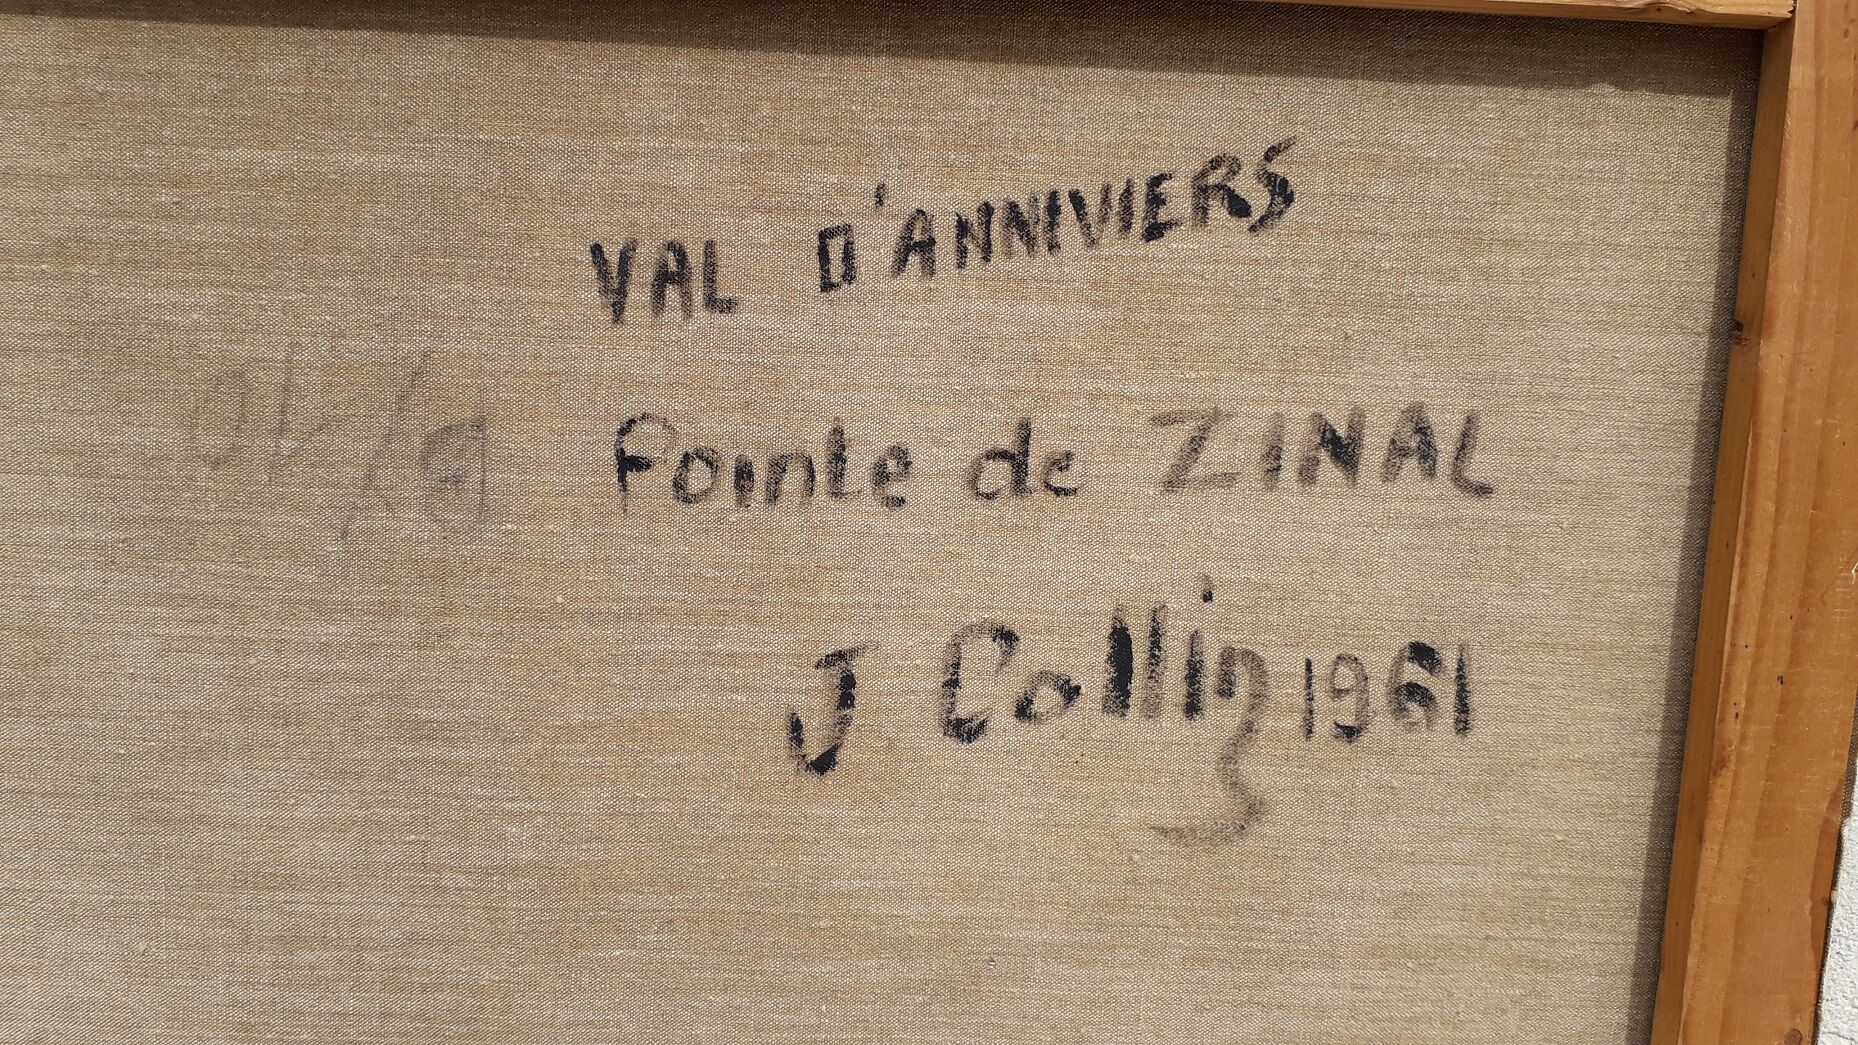 VAL D'ANNIVIERS
Pointe de ZINAL
J Collin 1961